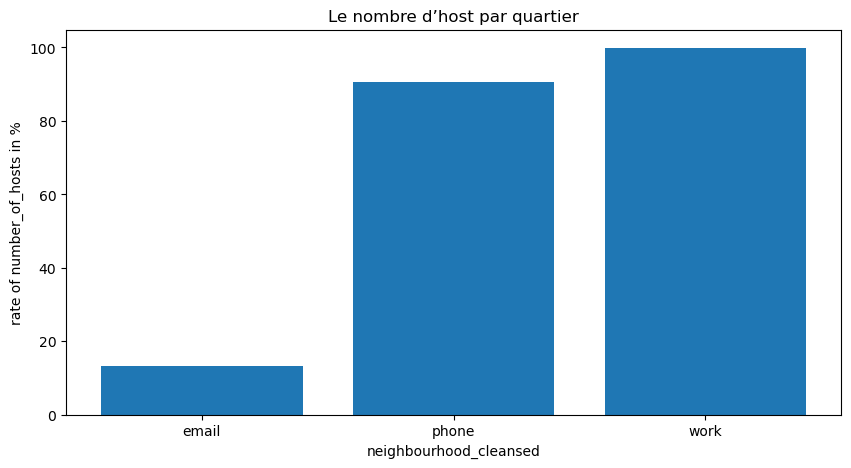 Le nombre d’host par quartier
rate of number_of_hosts in %
100
80
60
40
20
0
email phone work
neighbourhood_cleansed